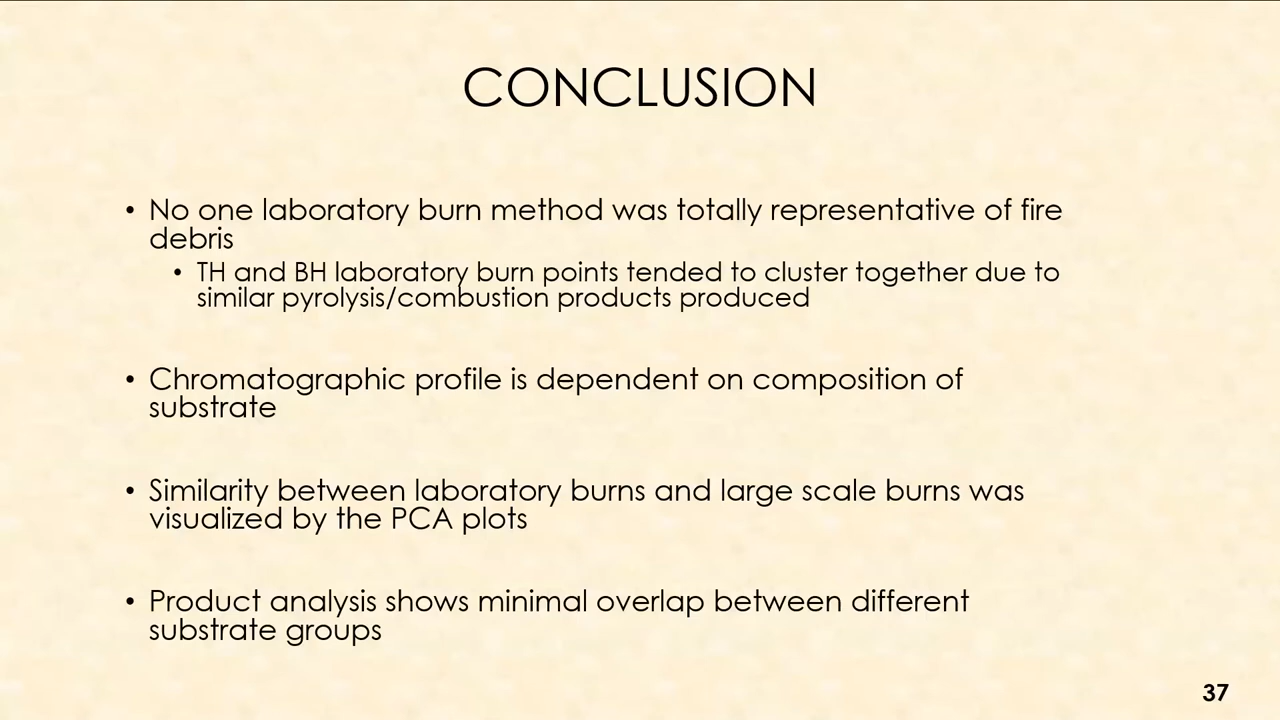 CONCLUSION
• No one laboratory burn method was totally representative of fire
debris
• TH and BH laboratory burn points tended to cluster together due to
similar pyrolysis/combustion products produced
• Chromatographic profile is dependent on composition of
substrate
• Similarity between laboratory burns and large scale burns was
visualized by the PCA plots
• Product analysis shows minimal overlap between different
substrate groups
37